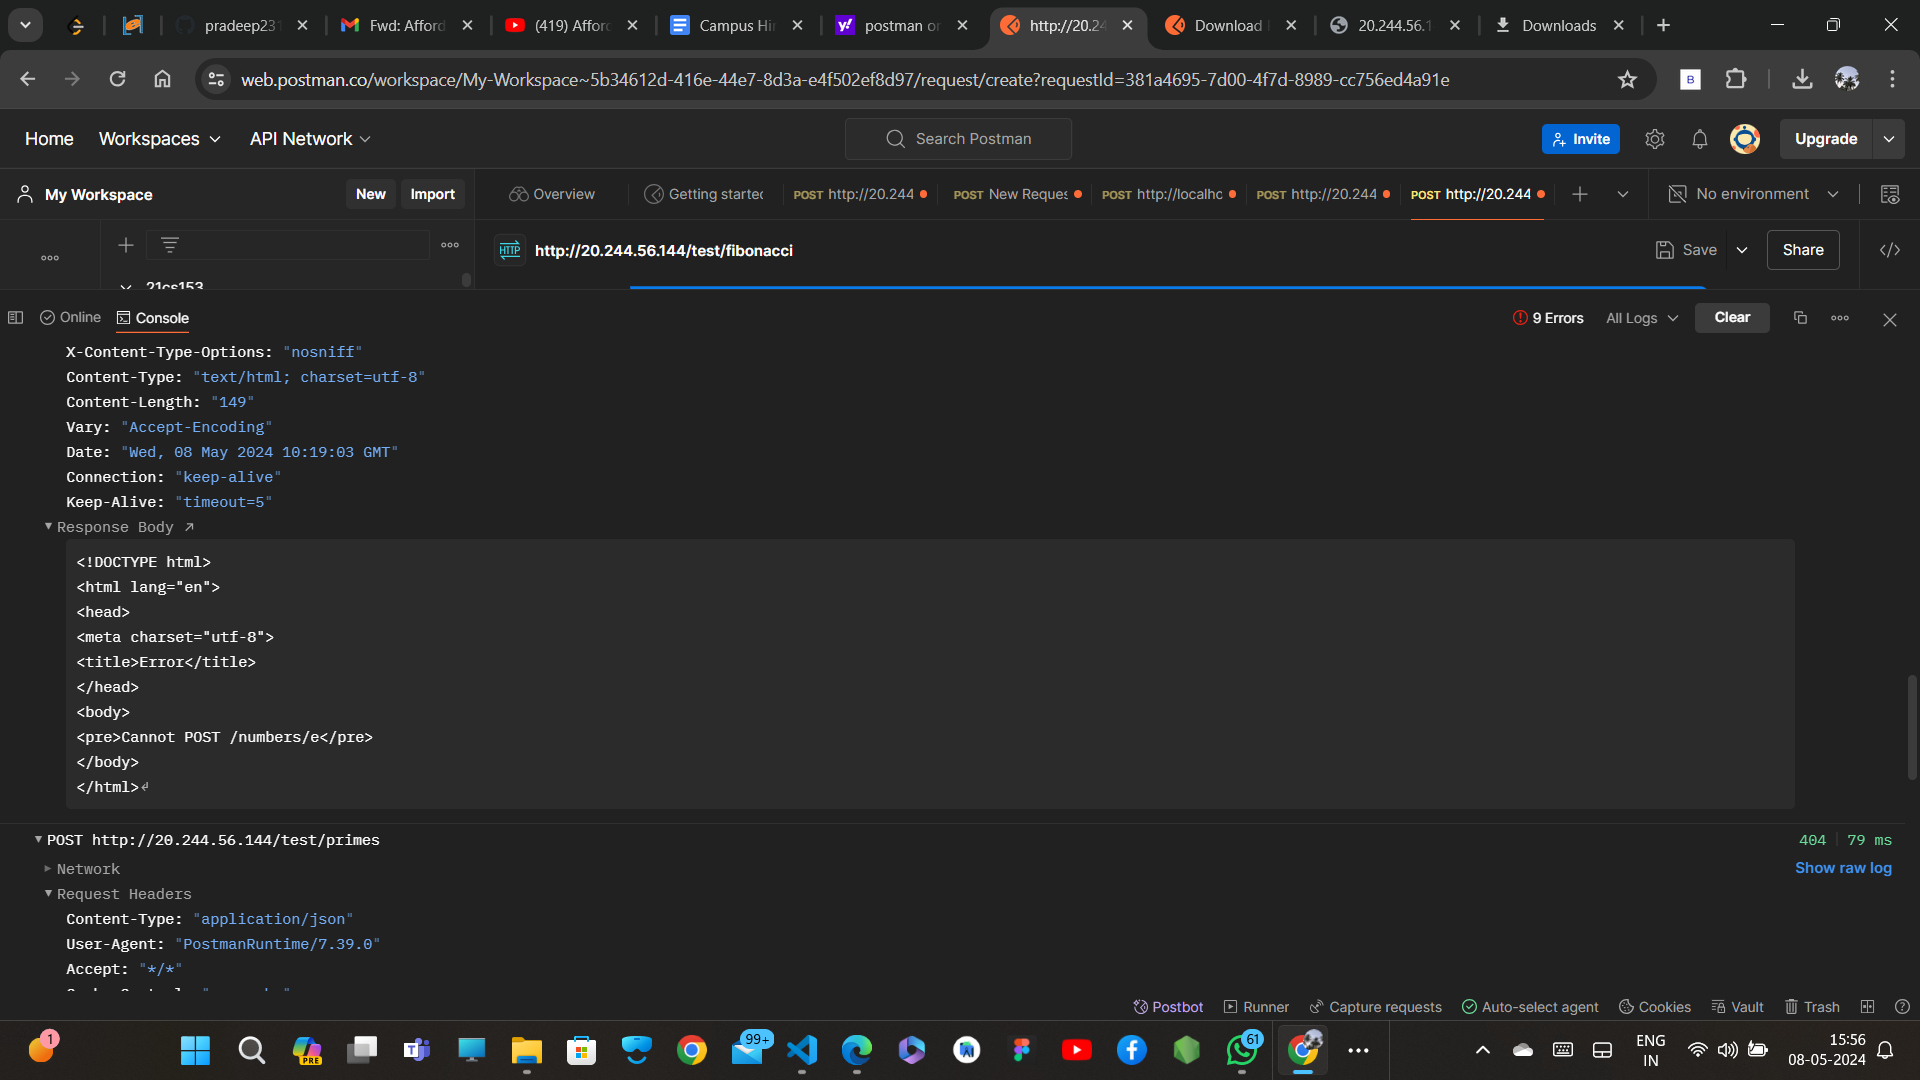 pradeep231
Fwd: Afford
(419) Affor
Campus Hi
postman o
http://20.24
Download
20.244.56.1
Downloads
web.postman.co/workspace/My-Workspace~5b34612d-416e-44e7-8d3a-e4f502ef8d97/request/create?requestId=381a4695-7d00-4f7d-8989-cc756ed4a91e
B
Home Workspaces API Network Search Postman Invite Upgrade
My Workspace New Import Overview Getting started POST http://20.244 POST New Reques POST http://localhc POST http://20.244 POST http://20.244 No environment
HTTP http://20.244.56.144/test/fibonacci Save Share </>
21cs153
Online Console 9 Errors All Logs Clear
X-Content-Type-Options: "nosniff"
Content-Type: "text/html; charset=utf-8"
Content-Length: "149"
Vary: "Accept-Encoding"
Date: "Wed, 08 May 2024 10:19:03 GMT"
Connection: "keep-alive"
Keep-Alive: "timeout=5"
Response Body ↗
<!DOCTYPE html>
<html lang="en">
<head>
<meta charset="utf-8">
<title>Error</title>
</head>
<body>
<pre>Cannot POST /numbers/e</pre>
</body>
</html>↲
POST http://20.244.56.144/test/primes 404 79 ms
Network Show raw log
Request Headers
Content-Type: "application/json"
User-Agent: "PostmanRuntime/7.39.0"
Accept: "*/*"
Postbot Runner Capture requests Auto-select agent Cookies Vault Trash
1 PRE 99+ 61 ENG 15:56
IN 08-05-2024